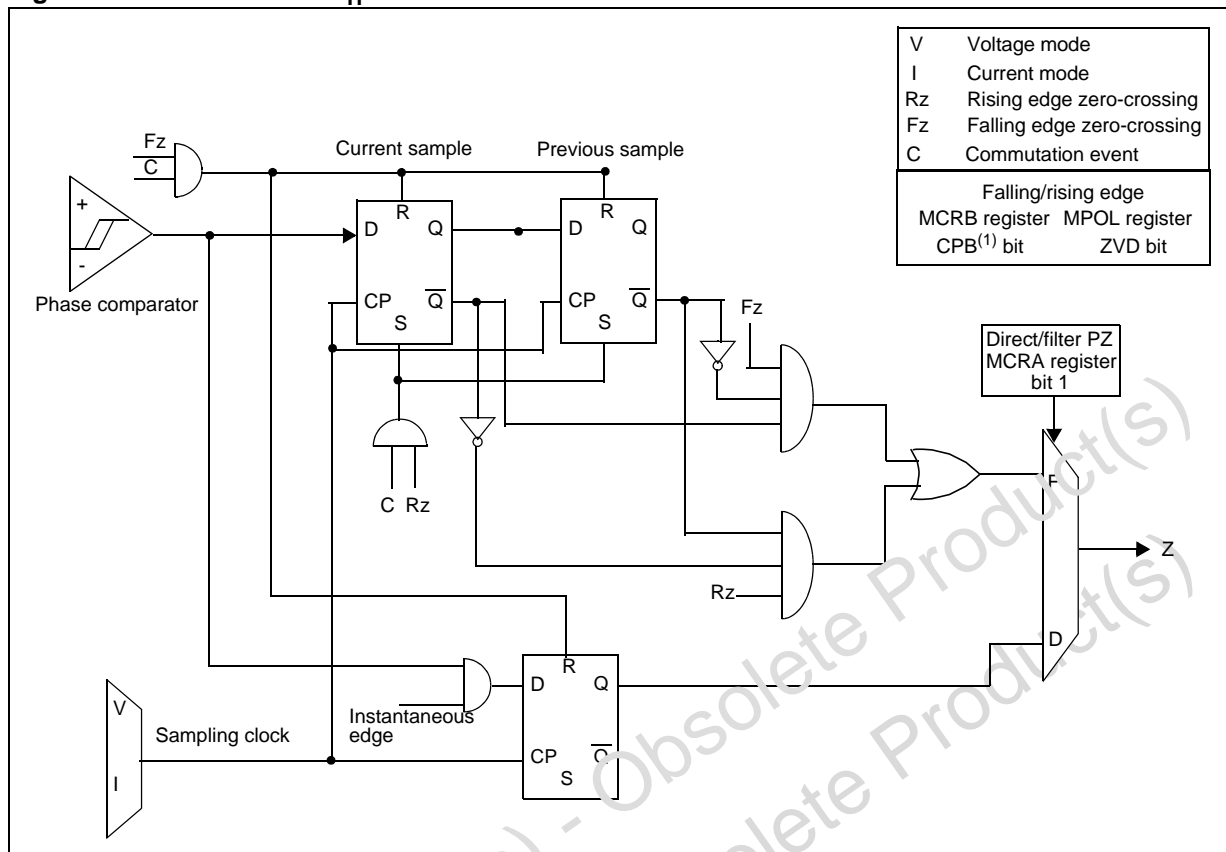 V Voltage mode
I Current mode
Rz Rising edge zero-crossing
Fz Falling edge zero-crossing
C Commutation event
Falling/rising edge
MCRB register MPOL register
CPB(1) bit ZVD bit
Fz
C
Current sample
Previous sample
+
-
Phase comparator
R
D Q
CP Q
S
R
D Q
CP Q
S
Fz
Direct/filter PZ
MCRA register
bit 1
C Rz
F
Z
Rz
D
R
D Q
Instantaneous
edge
CP Q
S
V
Sampling clock
I
Obsolete Product(s)
Obsolete Product(s)